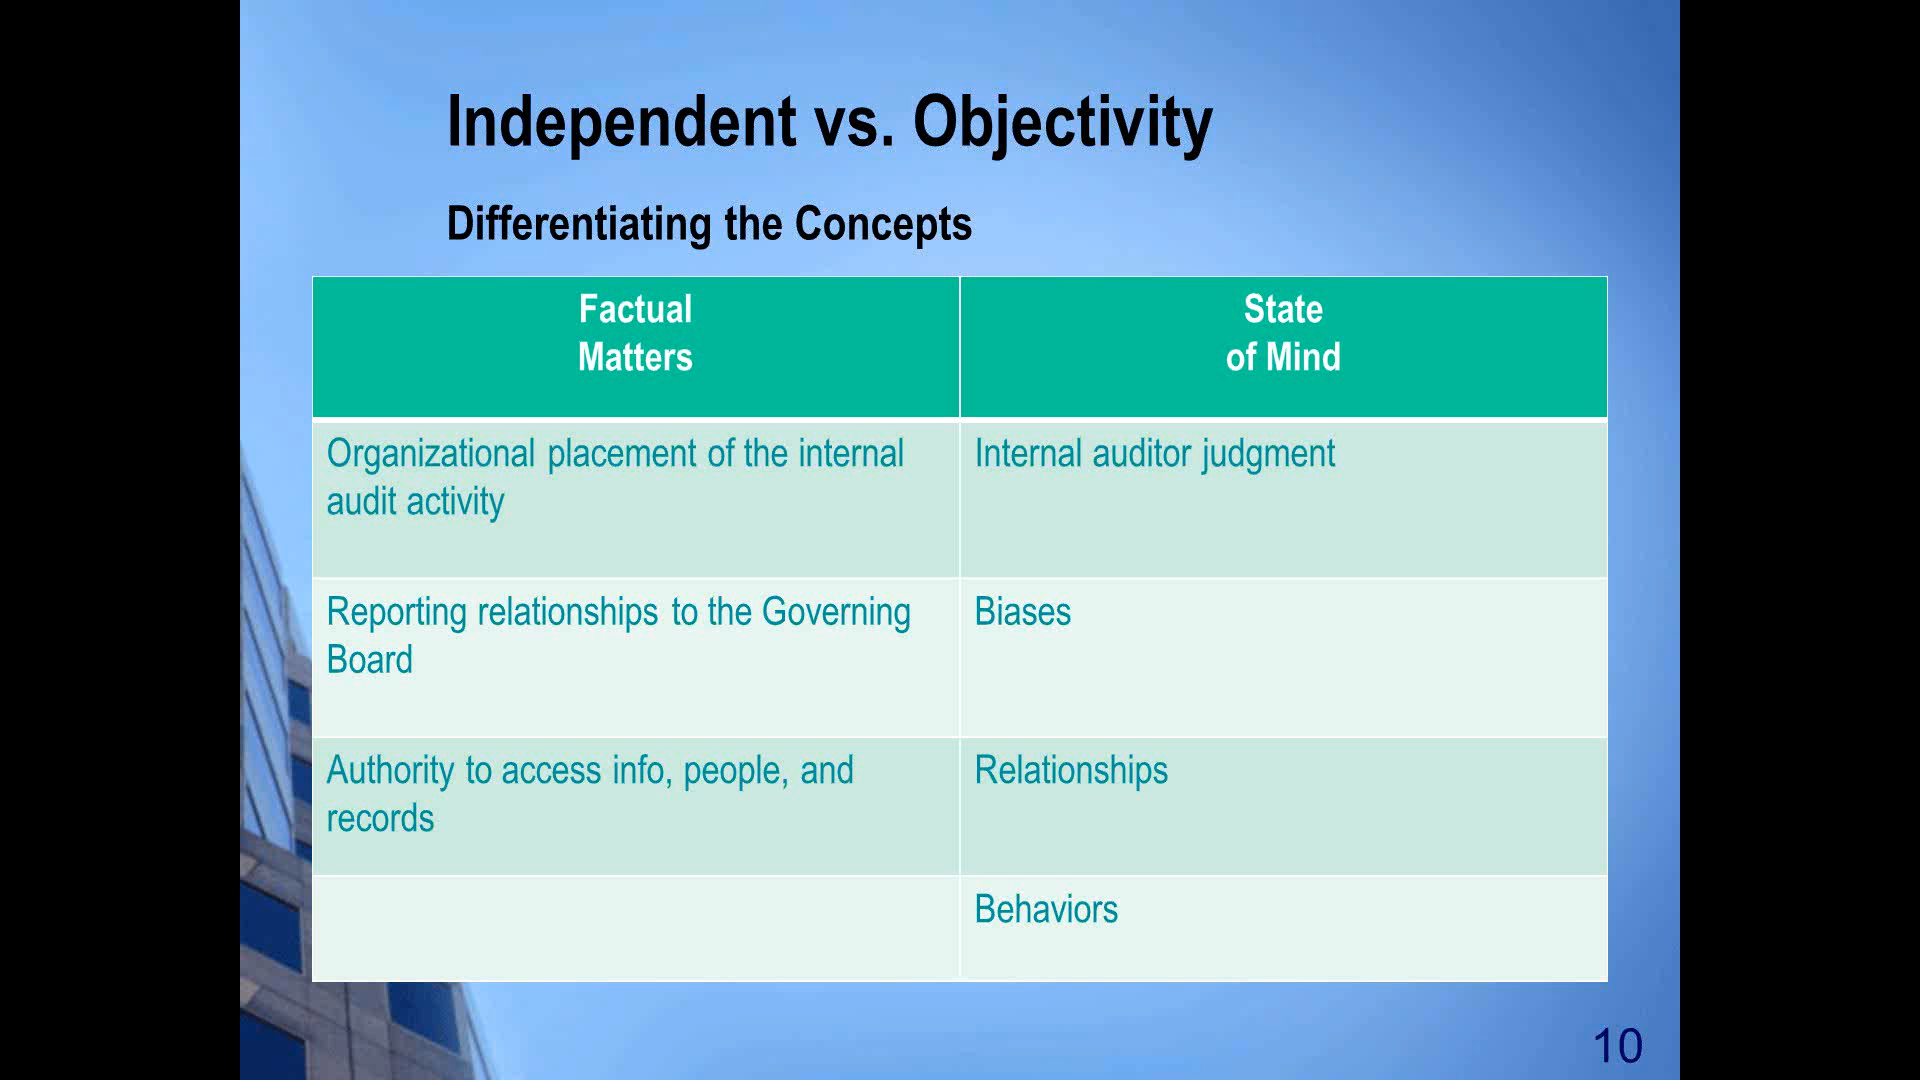 Independent vs. Objectivity
Differentiating the Concepts
Factual
Matters
State
of Mind
Organizational placement of the internal
audit activity
Internal auditor judgment
Reporting relationships to the Governing
Board
Biases
Authority to access info, people, and
records
Relationships
Behaviors
10